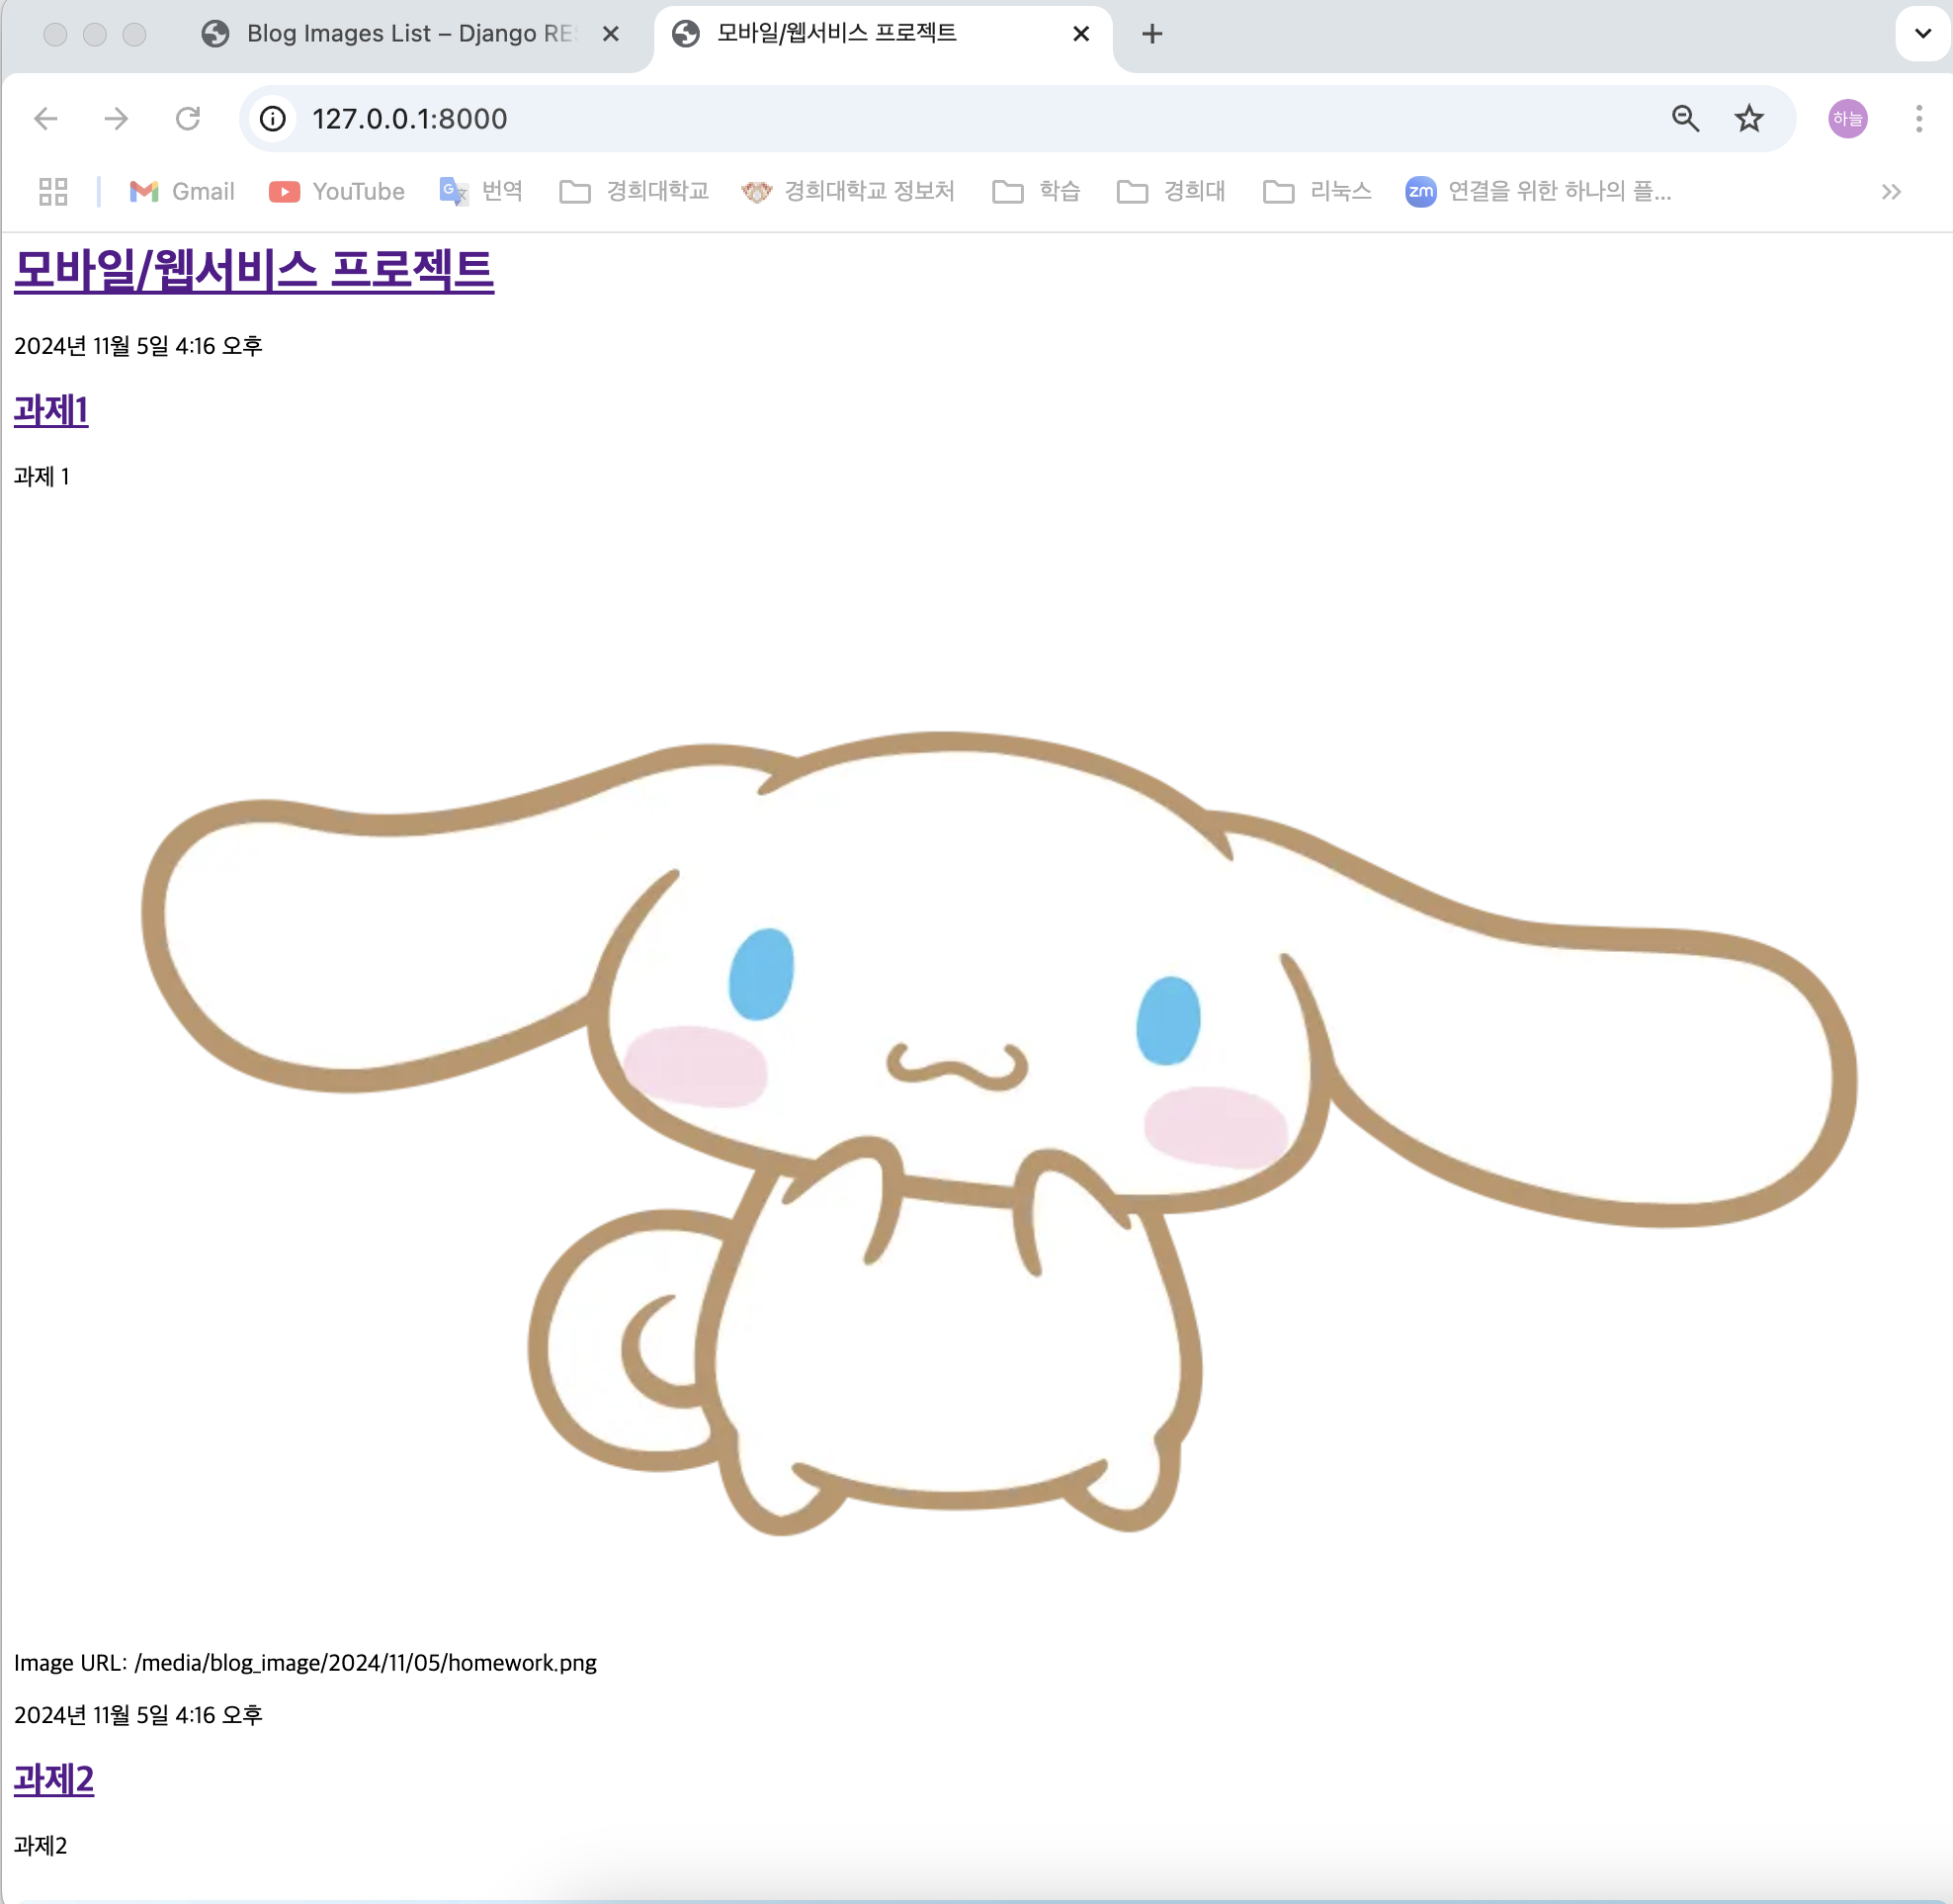 Blog Images List – Django RES
모바일/웹서비스 프로젝트
127.0.0.1:8000
하늘
Gmail
YouTube
번역
경희대학교
경희대학교 정보처
학습
경희대
리눅스
zm
연결을 위한 하나의 플...
모바일/웹서비스 프로젝트
2024년 11월 5일 4:16 오후
과제1
과제 1
Image URL: /media/blog_image/2024/11/05/homework.png
2024년 11월 5일 4:16 오후
과제2
과제2